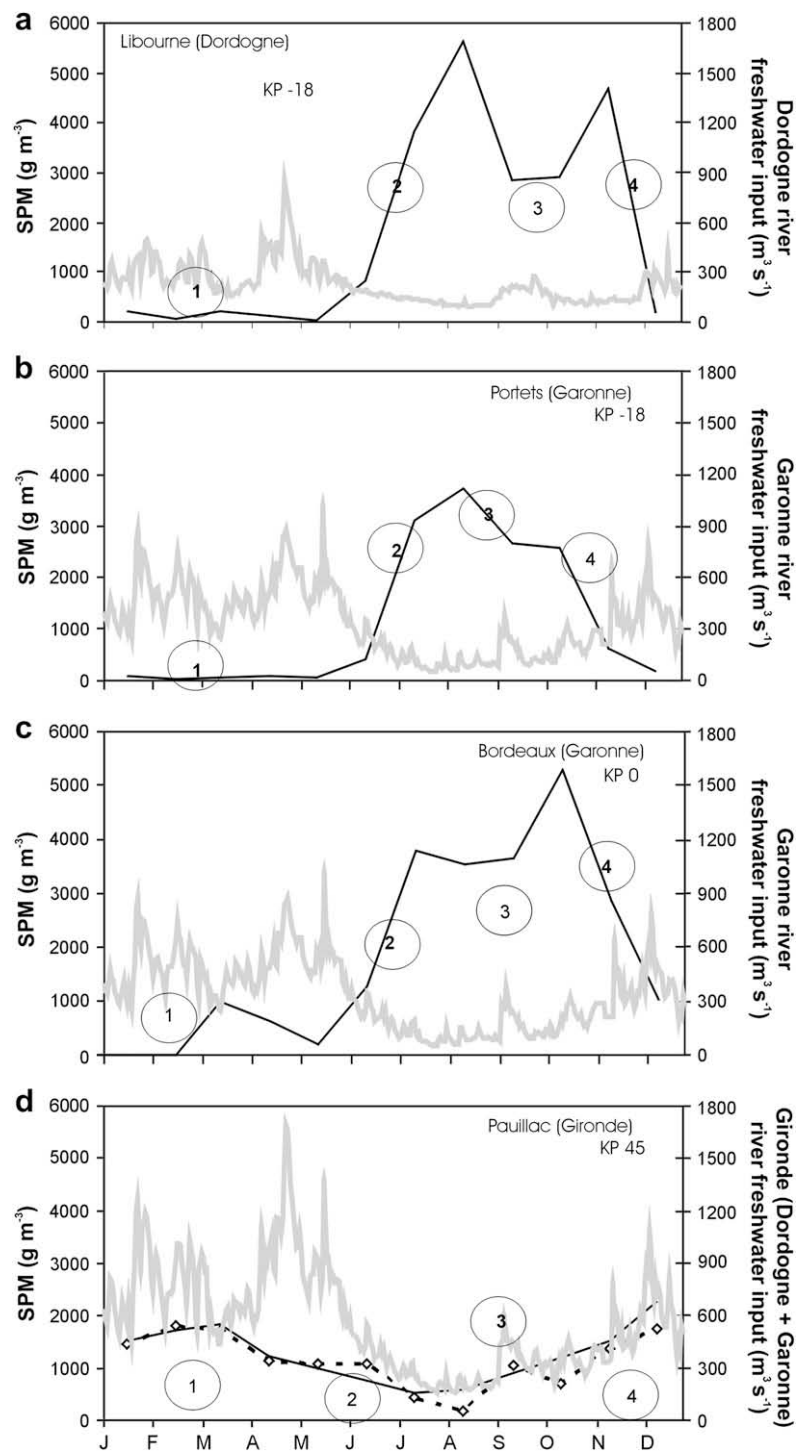 a
Libourne (Dordogne)
KP -18
6000
5000
4000
3000
2000
1000
0
SPM (g m⁻³)
1800
1500
1200
900
600
300
0
Dordogne river
freshwater input (m³ s⁻¹)
1
2
3
4
b
Portets (Garonne)
KP -18
6000
5000
4000
3000
2000
1000
0
SPM (g m⁻³)
1800
1500
1200
900
600
300
0
Garonne river
freshwater input (m³ s⁻¹)
1
2
3
4
c
Bordeaux (Garonne)
KP 0
6000
5000
4000
3000
2000
1000
0
SPM (g m⁻³)
1800
1500
1200
900
600
300
0
Garonne river
freshwater input (m³ s⁻¹)
1
2
3
4
d
Pauillac (Gironde)
KP 45
6000
5000
4000
3000
2000
1000
0
SPM (g m⁻³)
1800
1500
1200
900
600
300
0
Gironde (Dordogne + Garonne)
river freshwater input (m³ s⁻¹)
1
2
3
4
J F M A M J J A S O N D